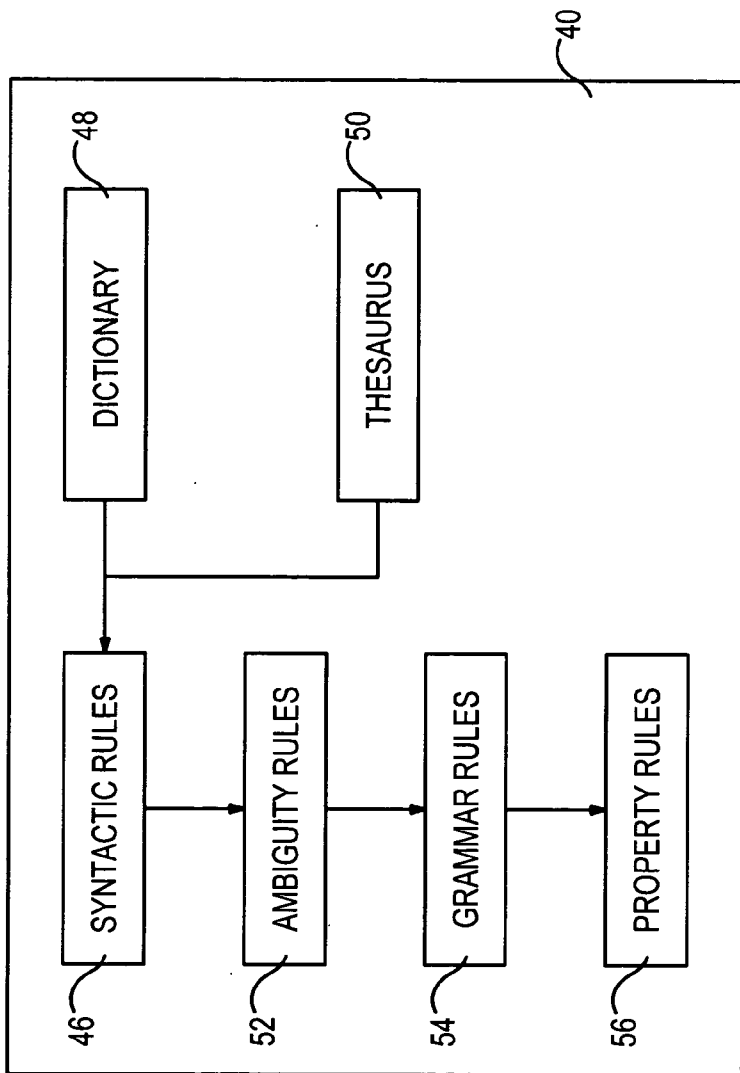 40
46
SYNTACTIC RULES
DICTIONARY
48
52
AMBIGUITY RULES
THESAURUS
50
54
GRAMMAR RULES
56
PROPERTY RULES